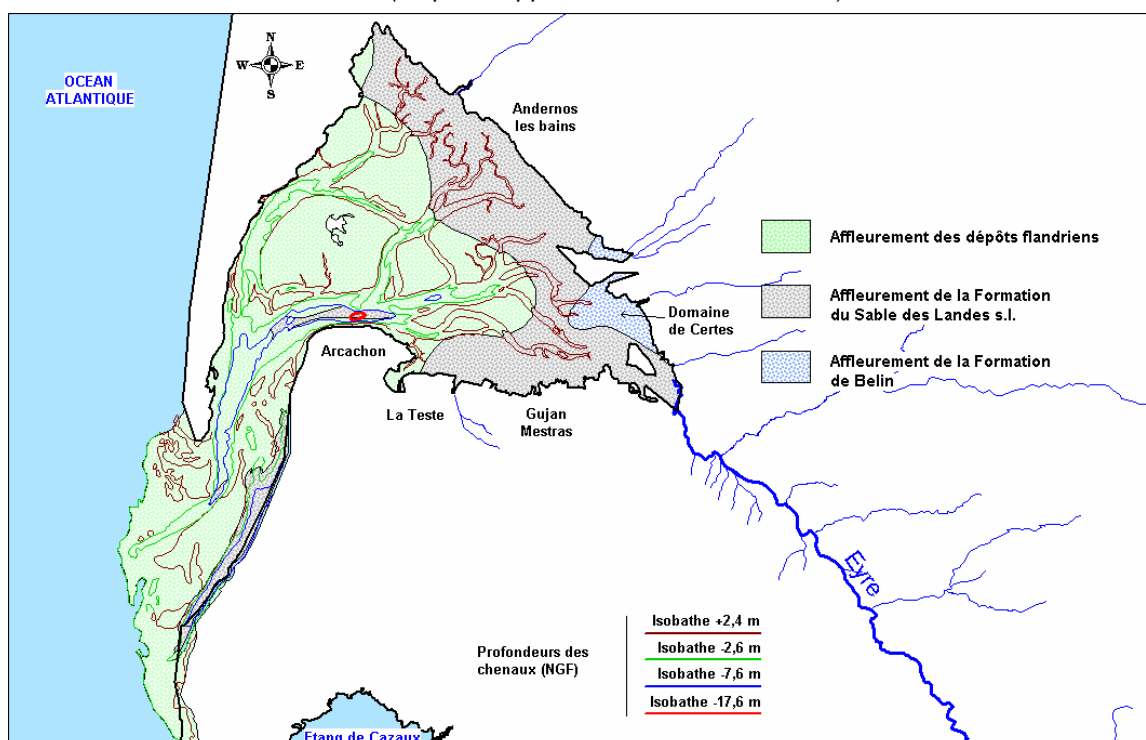 N
W E
S
OCEAN
ATLANTIQUE
Andernos
les bains
Affleurement des dépôts flandriens
Affleurement de la Formation
du Sable des Landes s.l.
Affleurement de la Formation
de Belin
Domaine
de Certes
Arcachon
La Teste
Gujan
Mestras
Eyre
Profondeurs des
chenaux (NGF)
Isobathe +2,4 m
Isobathe -2,6 m
Isobathe -7,6 m
Isobathe -17,6 m
Etang de Cazaux